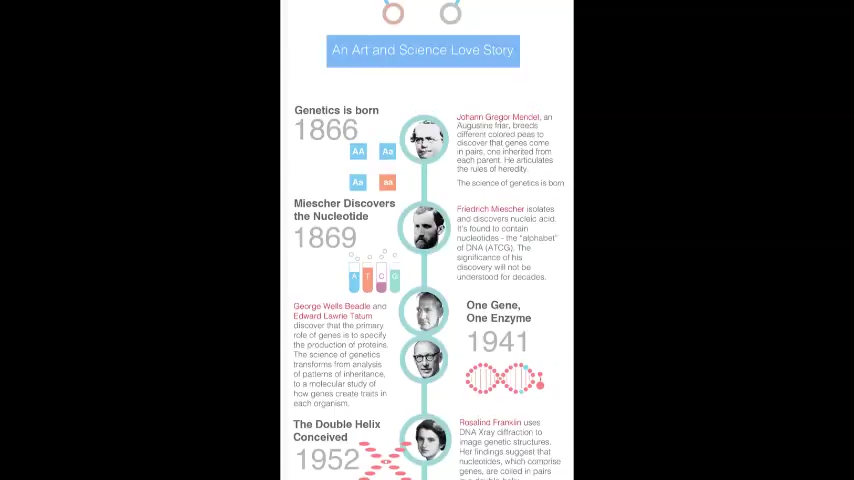 An Art and Science Love Story
Genetics is born
1866
AA
Aa
Aa
aa
Johann Gregor Mendel, an
Augustine friar, breeds
different colored peas to
discover that genes come
in pairs, one inherited from
each parent. He articulates
the rules of heredity.
The science of genetics is born
Miescher Discovers
the Nucleotide
1869
A
T
C
G
Friedrich Miescher isolates
and discovers nucleic acid.
It's found to contain
nucleotides - the "alphabet"
of DNA (ATCG). The
significance of his
discovery will not be
understood for decades.
George Wells Beadle and
Edward Lawrie Tatum
discover that the primary
role of genes is to specify
the production of proteins.
The science of genetics
transforms from analysis
of patterns of inheritance,
to a molecular study of
how genes create traits in
each organism.
One Gene,
One Enzyme
1941
The Double Helix
Conceived
1952
Rosalind Franklin uses
DNA Xray diffraction to
image genetic structures.
Her findings suggest that
nucleotides, which comprise
genes, are coiled in pairs